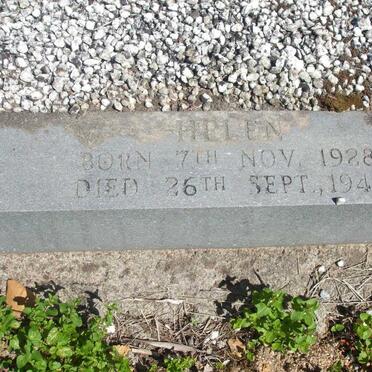 HELEN
BORN 7TH NOV. 1928
DIED 26TH SEPT., 194